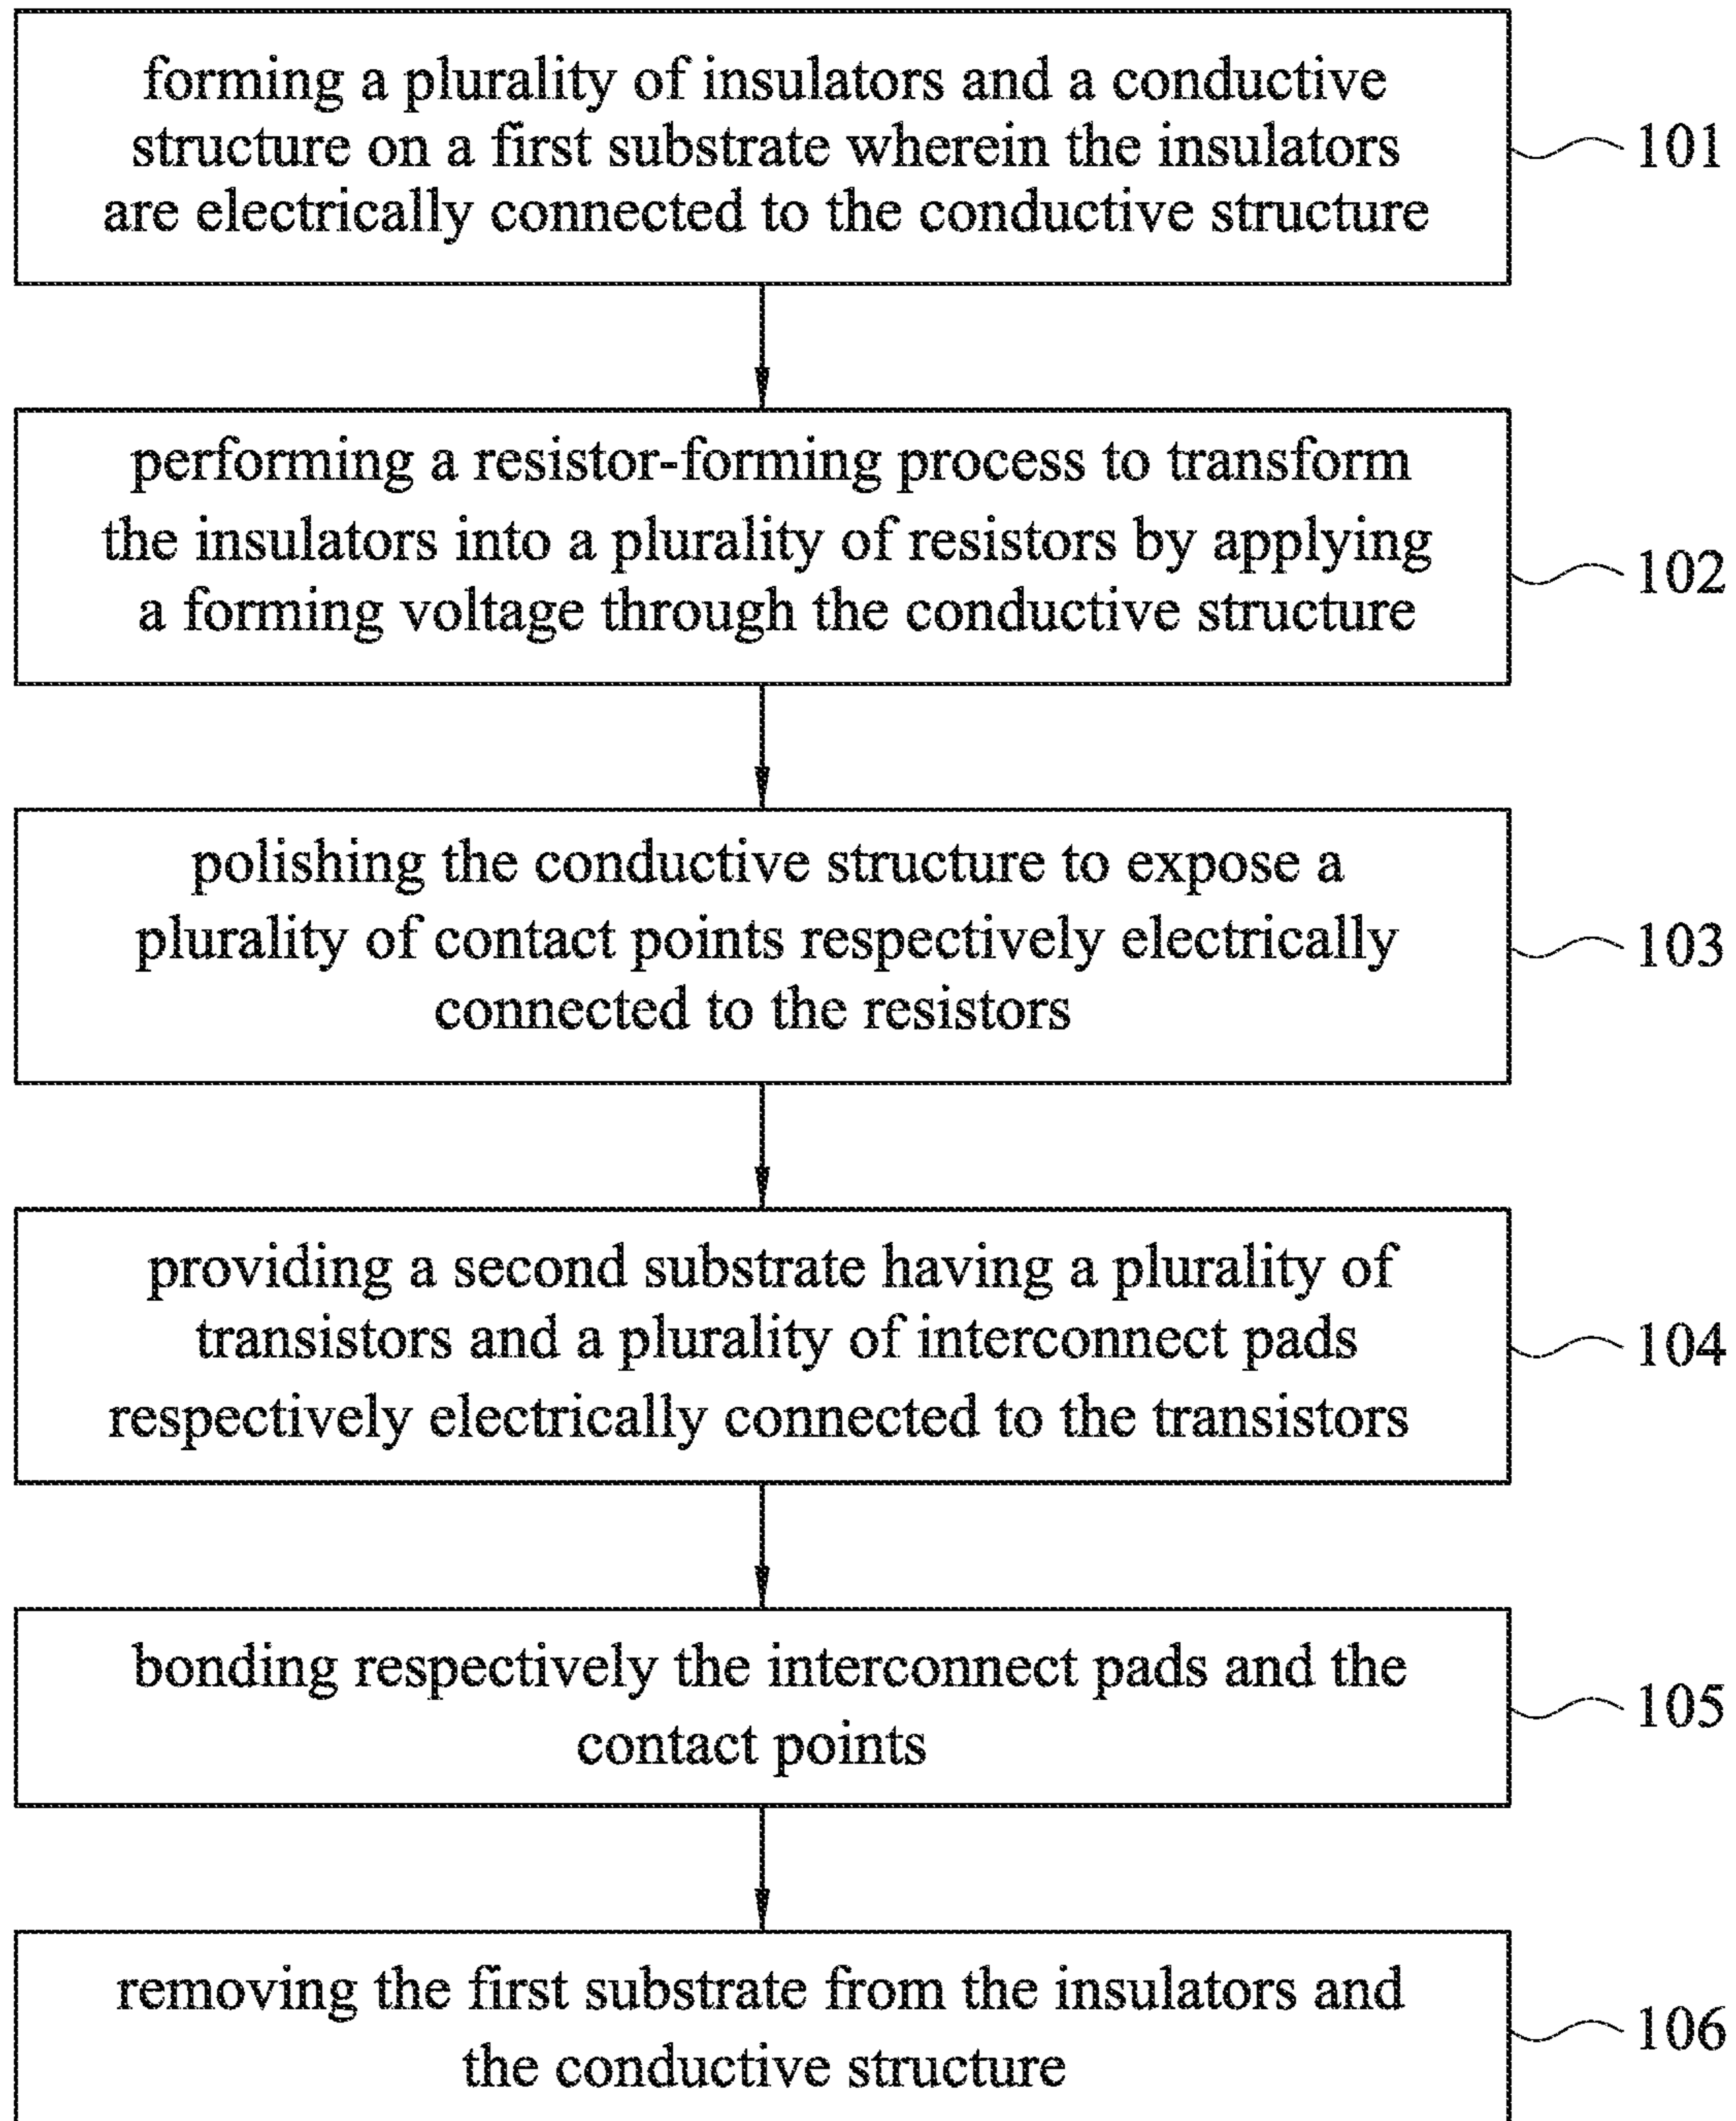 forming a plurality of insulators and a conductive
structure on a first substrate wherein the insulators
are electrically connected to the conductive structure
101
performing a resistor-forming process to transform
the insulators into a plurality of resistors by applying
a forming voltage through the conductive structure
102
polishing the conductive structure to expose a
plurality of contact points respectively electrically
connected to the resistors
103
providing a second substrate having a plurality of
transistors and a plurality of interconnect pads
respectively electrically connected to the transistors
104
bonding respectively the interconnect pads and the
contact points
105
removing the first substrate from the insulators and
the conductive structure
106